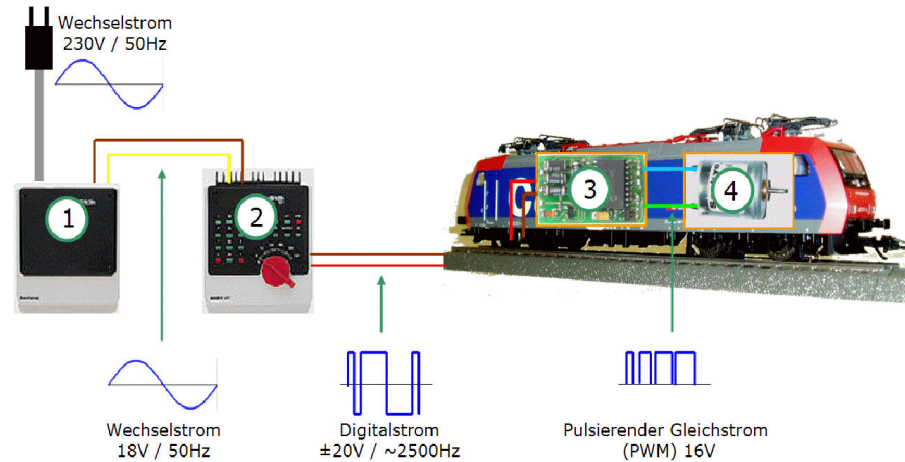 Wechselstrom
230V / 50Hz
1
2
3
4
Wechselstrom
18V / 50Hz
Digitalstrom
±20V / ~2500Hz
Pulsierender Gleichstrom
(PWM) 16V